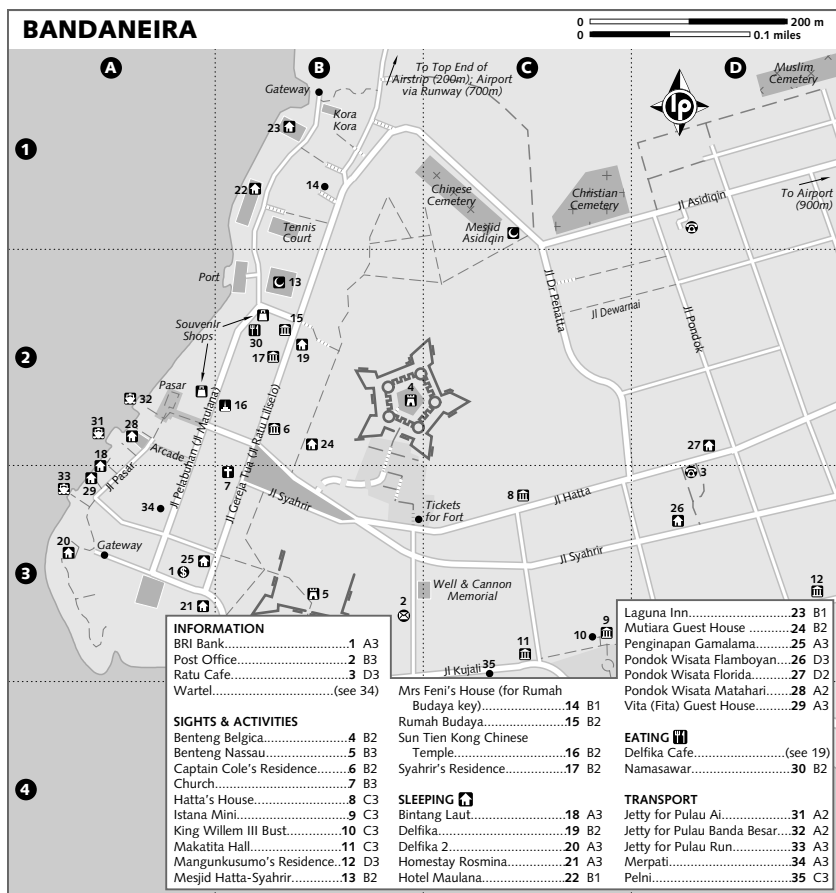 BANDANEIRA
0 200 m
0 0.1 miles
A
B
C
D
1
2
3
4
To Top End of
Airstrip (200m); Airport
via Runway (700m)
Gateway
Kora
Kora
23
22
14
Tennis
Court
Chinese
Cemetery
Christian
Cemetery
Muslim
Cemetery
lp
To Airport
(900m)
Jl Asidiqin
Mesjid
Asidiqin
Port
13
Souvenir
Shops
15
30
17
19
Jl Dr Pehatta
Jl Dewarnai
Jl Pondok
4
Pasar
32
16
31
28
Arcade
18
6
24
27
33
29
Jl Pasar
Jl Pelabuhan (Jl Maulana)
Jl Gereja Tua (Jl Ratu Liliselo)
7
Jl Syahrir
34
8
Jl Hatta
3
Tickets
for Fort
26
20
Gateway
25
1
Jl Syahrir
21
5
Well & Cannon
Memorial
2
12
9
10
11
Jl Kujali
35
INFORMATION
BRI Bank 1 A3
Post Office 2 B3
Ratu Cafe 3 D3
Wartel (see 34)
SIGHTS & ACTIVITIES
Benteng Belgica 4 B2
Benteng Nassau 5 B3
Captain Cole's Residence 6 B2
Church 7 B3
Hatta's House 8 C3
Istana Mini 9 C3
King Willem III Bust 10 C3
Makatita Hall 11 C3
Mangunkusumo's Residence 12 D3
Mesjid Hatta-Syahrir 13 B2
Mrs Feni's House (for Rumah
Budaya key) 14 B1
Rumah Budaya 15 B2
Sun Tien Kong Chinese
Temple 16 B2
Syahrir's Residence 17 B2
SLEEPING
Bintang Laut 18 A3
Delfika 19 B2
Delfika 2 20 A3
Homestay Rosmina 21 A3
Hotel Maulana 22 B1
Laguna Inn 23 B1
Mutiara Guest House 24 B2
Penginapan Gamalama 25 A3
Pondok Wisata Flamboyan 26 D3
Pondok Wisata Florida 27 D2
Pondok Wisata Matahari 28 A2
Vita (Fita) Guest House 29 A3
EATING
Delfika Cafe (see 19)
Namasawar 30 B2
TRANSPORT
Jetty for Pulau Ai 31 A2
Jetty for Pulau Banda Besar 32 A2
Jetty for Pulau Run 33 A3
Merpati 34 A3
Pelni 35 C3